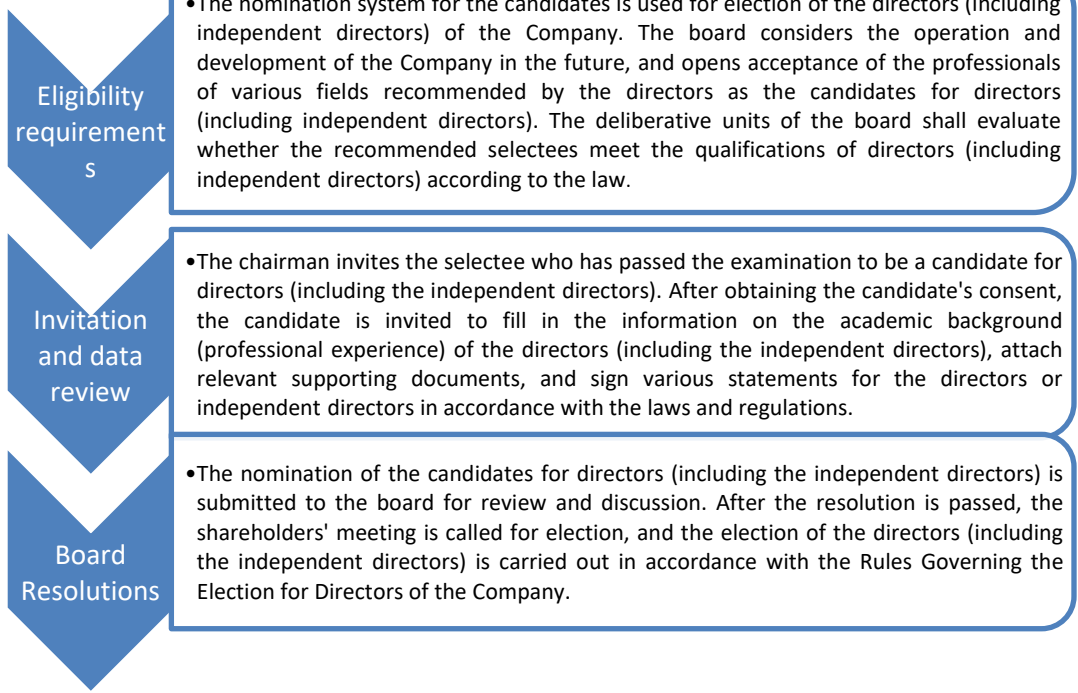 Eligibility
requirement
s
•The nomination system for the candidates is used for election of the directors (including
independent directors) of the Company. The board considers the operation and
development of the Company in the future, and opens acceptance of the professionals
of various fields recommended by the directors as the candidates for directors
(including independent directors). The deliberative units of the board shall evaluate
whether the recommended selectees meet the qualifications of directors (including
independent directors) according to the law.
Invitation
and data
review
•The chairman invites the selectee who has passed the examination to be a candidate for
directors (including the independent directors). After obtaining the candidate's consent,
the candidate is invited to fill in the information on the academic background
(professional experience) of the directors (including the independent directors), attach
relevant supporting documents, and sign various statements for the directors or
independent directors in accordance with the laws and regulations.
Board
Resolutions
•The nomination of the candidates for directors (including the independent directors) is
submitted to the board for review and discussion. After the resolution is passed, the
shareholders' meeting is called for election, and the election of the directors (including
the independent directors) is carried out in accordance with the Rules Governing the
Election for Directors of the Company.